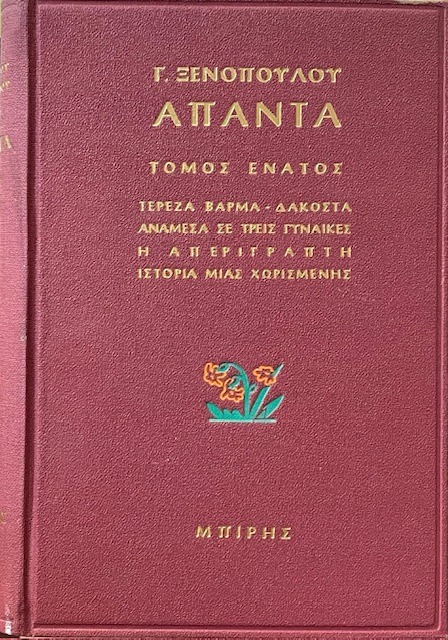 Γ. ΞΕΝΟΠΟΥΛΟΥ
ΑΠΑΝΤΑ
ΤΟΜΟΣ ΕΝΑΤΟΣ
ΤΕΡΕΖΑ ΒΑΡΜΑ - ΔΑΚΟΣΤΑ
ΑΝΑΜΕΣΑ ΣΕ ΤΡΕΙΣ ΓΥΝΑΙΚΕΣ
Η ΑΠΕΡΙΓΡΑΠΤΗ
ΙΣΤΟΡΙΑ ΜΙΑΣ ΧΩΡΙΣΜΕΝΗΣ
ΜΠΙΡΗΣ